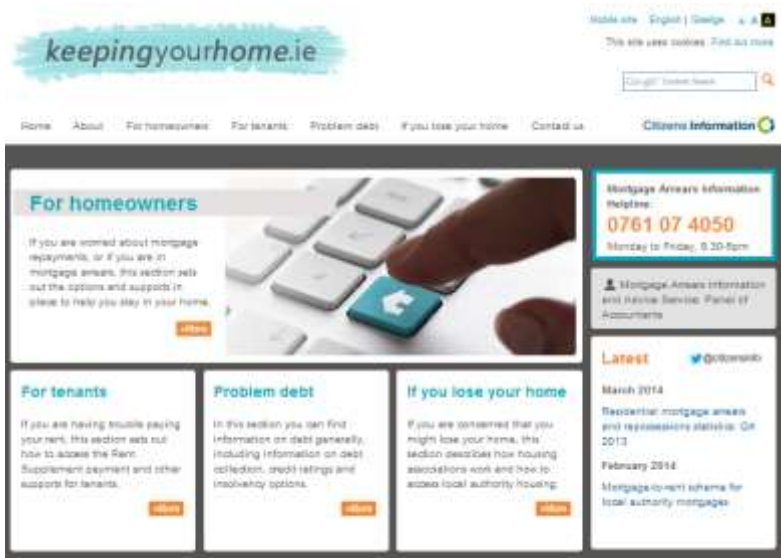 Mobile site English | Gaeilge A A A
This site uses cookies. Find out more
keepingyourhome.ie
Home About For homeowners For tenants Problem debt If you lose your home Contact us
Citizens Information
For homeowners
If you are worried about mortgage
repayments, or if you are in
mortgage arrears, this section sets
out the options and supports in
place to help you stay in your home.
»More
Mortgage Arrears Information
Helpline:
0761 07 4050
Monday to Friday, 9.30-5pm
Mortgage Arrears Information
and Advice Service: Panel of
Accountants
For tenants
If you are having trouble paying
your rent, this section sets out
how to access the Rent
Supplement payment and other
supports for tenants.
»More
Problem debt
In this section you can find
information on debt generally,
including information on debt
collection, credit ratings and
insolvency options.
»More
If you lose your home
If you are concerned that you
might lose your home, this
section describes how housing
associations work and how to
access local authority housing.
»More
Latest @citizensinfo
March 2014
Residential mortgage arrears
and repossessions statistics: Q4
2013
February 2014
Mortgage-to-rent scheme for
local authority mortgages